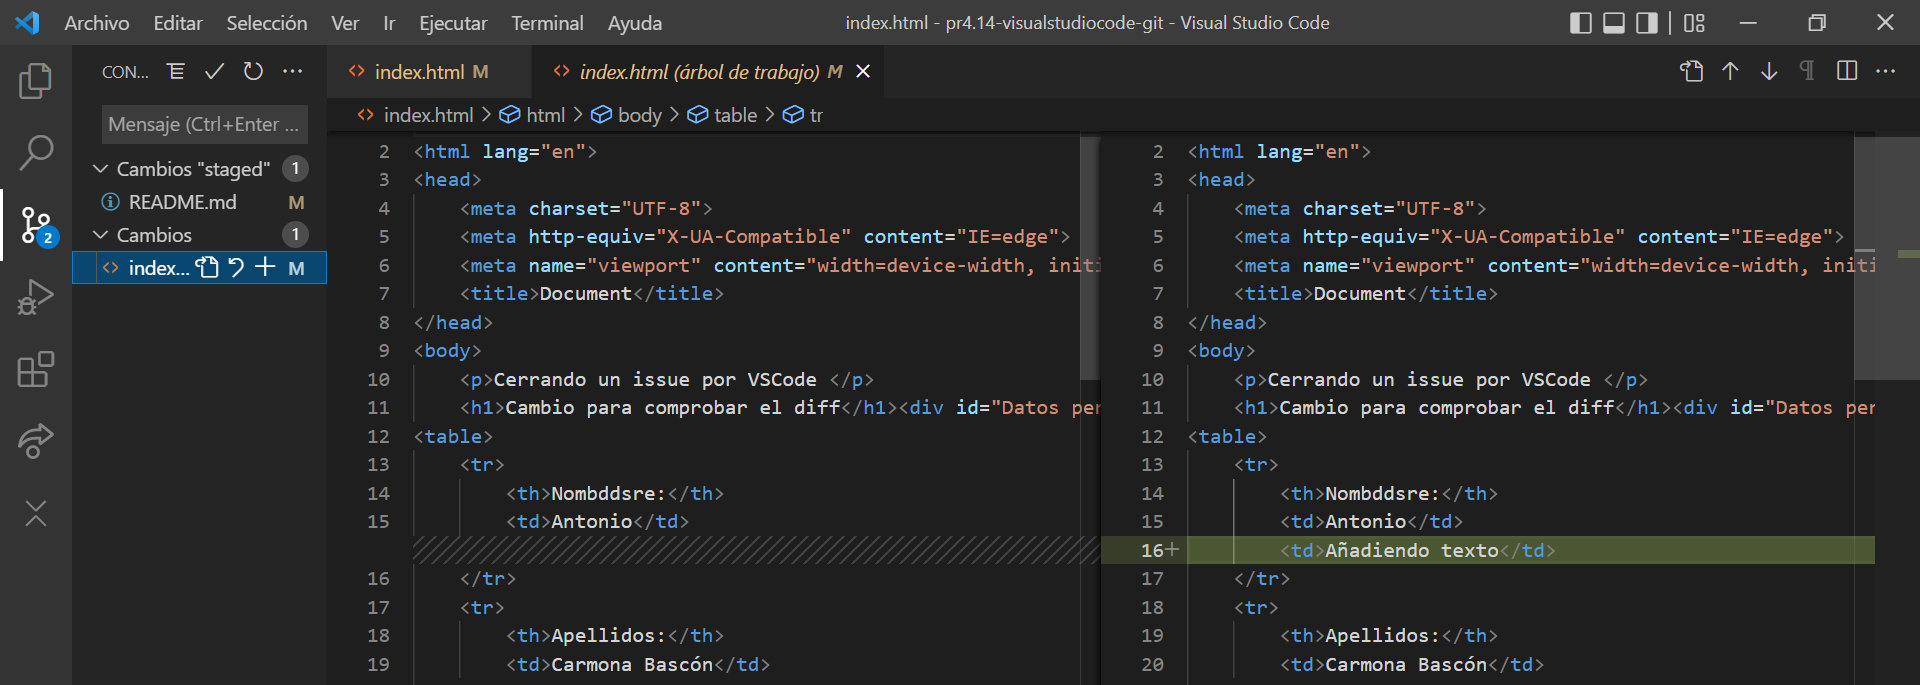 Archivo Editar Selección Ver Ir Ejecutar Terminal Ayuda index.html - pr4.14-visualstudiocode-git - Visual Studio Code
CON... index.html M index.html (árbol de trabajo) M
index.html > html > body > table > tr
Mensaje (Ctrl+Enter ...
Cambios "staged" 1
README.md M
Cambios 1
index... M
2
2 <html lang="en">
3 <head>
4 <meta charset="UTF-8">
5 <meta http-equiv="X-UA-Compatible" content="IE=edge">
6 <meta name="viewport" content="width=device-width, initi
7 <title>Document</title>
8 </head>
9 <body>
10 <p>Cerrando un issue por VSCode </p>
11 <h1>Cambio para comprobar el diff</h1><div id="Datos per
12 <table>
13 <tr>
14 <th>Nombddsre:</th>
15 <td>Antonio</td>
16 </tr>
17 <tr>
18 <th>Apellidos:</th>
19 <td>Carmona Bascón</td>
2 <html lang="en">
3 <head>
4 <meta charset="UTF-8">
5 <meta http-equiv="X-UA-Compatible" content="IE=edge">
6 <meta name="viewport" content="width=device-width, initi
7 <title>Document</title>
8 </head>
9 <body>
10 <p>Cerrando un issue por VSCode </p>
11 <h1>Cambio para comprobar el diff</h1><div id="Datos per
12 <table>
13 <tr>
14 <th>Nombddsre:</th>
15 <td>Antonio</td>
16+ <td>Añadiendo texto</td>
17 </tr>
18 <tr>
19 <th>Apellidos:</th>
20 <td>Carmona Bascón</td>